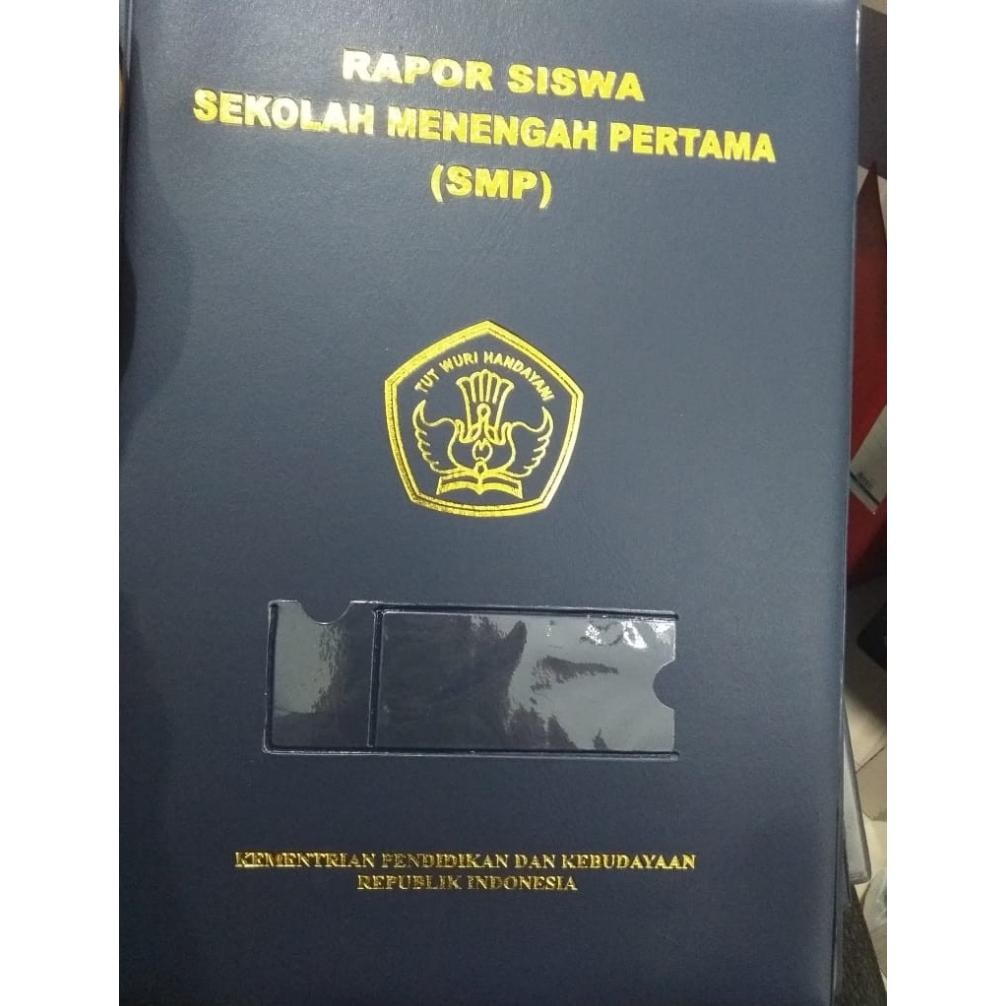 RAPOR SISWA
SEKOLAH MENENGAH PERTAMA
(SMP)
TUT WURI HANDAYANI
KEMENTRIAN PENDIDIKAN DAN KEBUDAYAAN
REPUBLIK INDONESIA